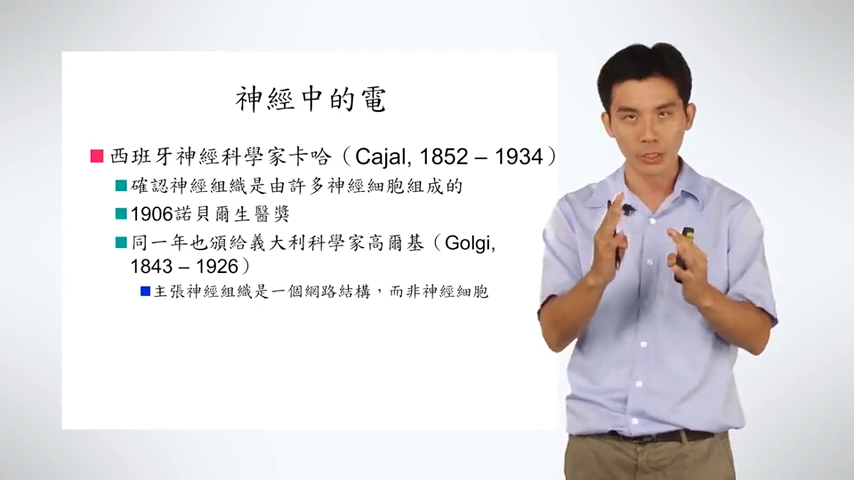 神經中的電
西班牙神經科學家卡哈（Cajal, 1852 – 1934）
確認神經組織是由許多神經細胞組成的
1906諾貝爾生醫獎
同一年也頒給義大利科學家高爾基（Golgi,
1843 – 1926）
主張神經組織是一個網路結構，而非神經細胞